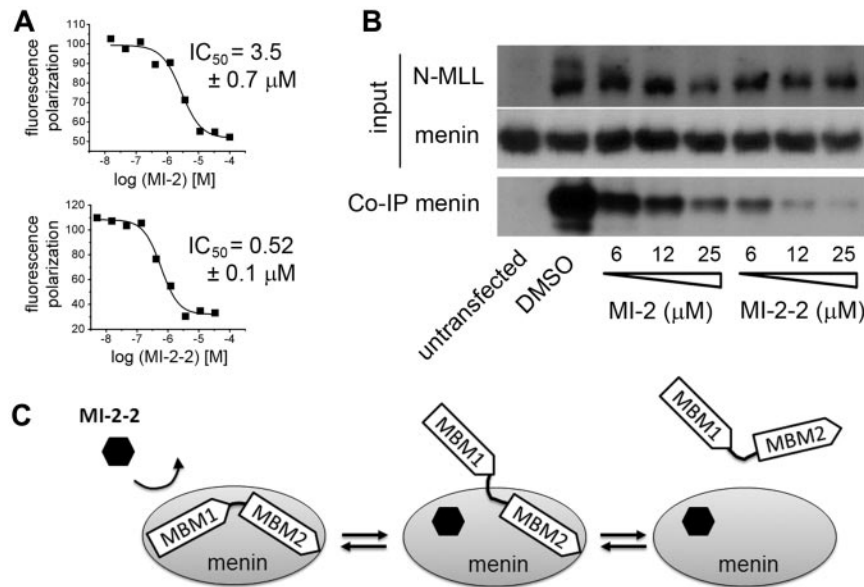 A
110
100
90
80
70
60
50
fluorescence
polarization
IC50 = 3.5
± 0.7 μM
-8 -7 -6 -5 -4
log (MI-2) [M]
120
100
80
60
40
20
fluorescence
polarization
IC50 = 0.52
± 0.1 μM
-8 -7 -6 -5 -4
log (MI-2-2) [M]
B
input
N-MLL
menin
Co-IP menin
untransfected
DMSO
6 12 25 6 12 25
MI-2 (μM) MI-2-2 (μM)
C
MI-2-2
MBM1
MBM2
menin
MBM1
MBM2
menin
MBM1
MBM2
menin